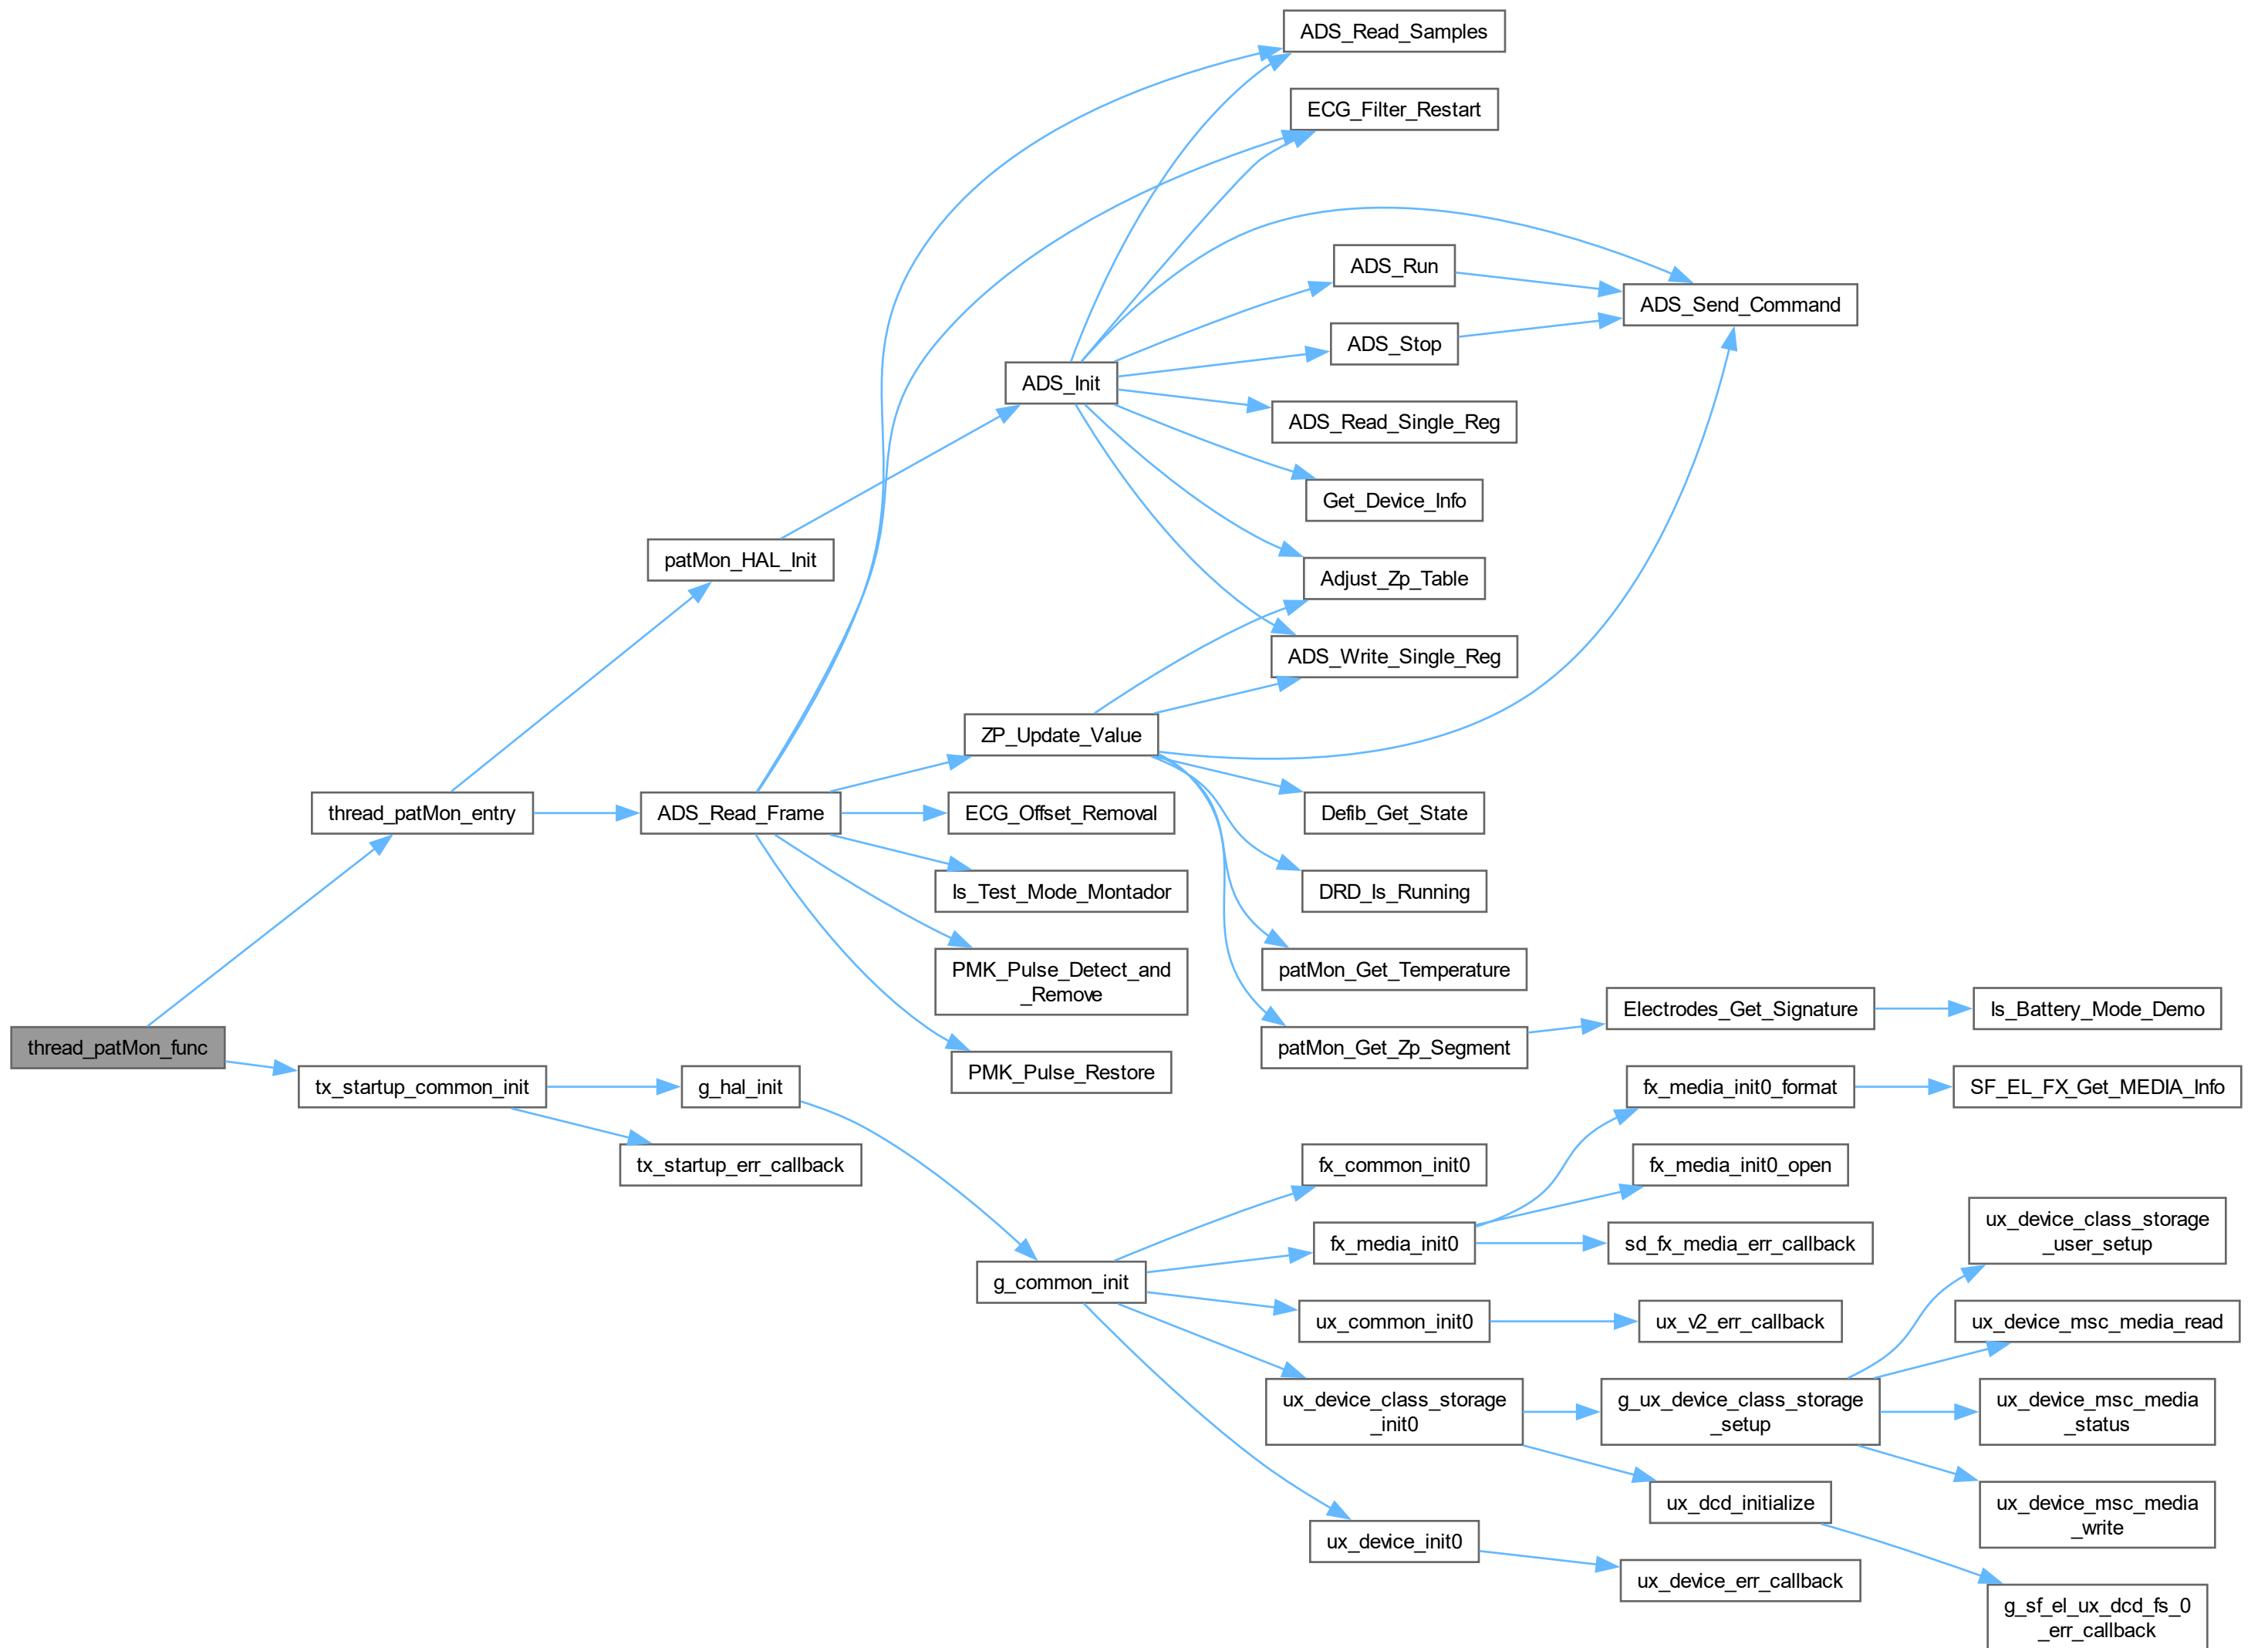 ADS_Read_Samples
ECG_Filter_Restart
ADS_Run
ADS_Send_Command
ADS_Stop
ADS_Init
ADS_Read_Single_Reg
Get_Device_Info
patMon_HAL_Init
Adjust_Zp_Table
ADS_Write_Single_Reg
ZP_Update_Value
thread_patMon_entry
ADS_Read_Frame
ECG_Offset_Removal
Defib_Get_State
Is_Test_Mode_Montador
DRD_Is_Running
PMK_Pulse_Detect_and
_Remove
patMon_Get_Temperature
Electrodes_Get_Signature
Is_Battery_Mode_Demo
thread_patMon_func
patMon_Get_Zp_Segment
PMK_Pulse_Restore
tx_startup_common_init
g_hal_init
fx_media_init0_format
SF_EL_FX_Get_MEDIA_Info
tx_startup_err_callback
fx_common_init0
fx_media_init0_open
ux_device_class_storage
_user_setup
fx_media_init0
sd_fx_media_err_callback
g_common_init
ux_common_init0
ux_v2_err_callback
ux_device_msc_media_read
ux_device_class_storage
_init0
g_ux_device_class_storage
_setup
ux_device_msc_media
_status
ux_dcd_initialize
ux_device_msc_media
_write
ux_device_init0
ux_device_err_callback
g_sf_el_ux_dcd_fs_0
_err_callback